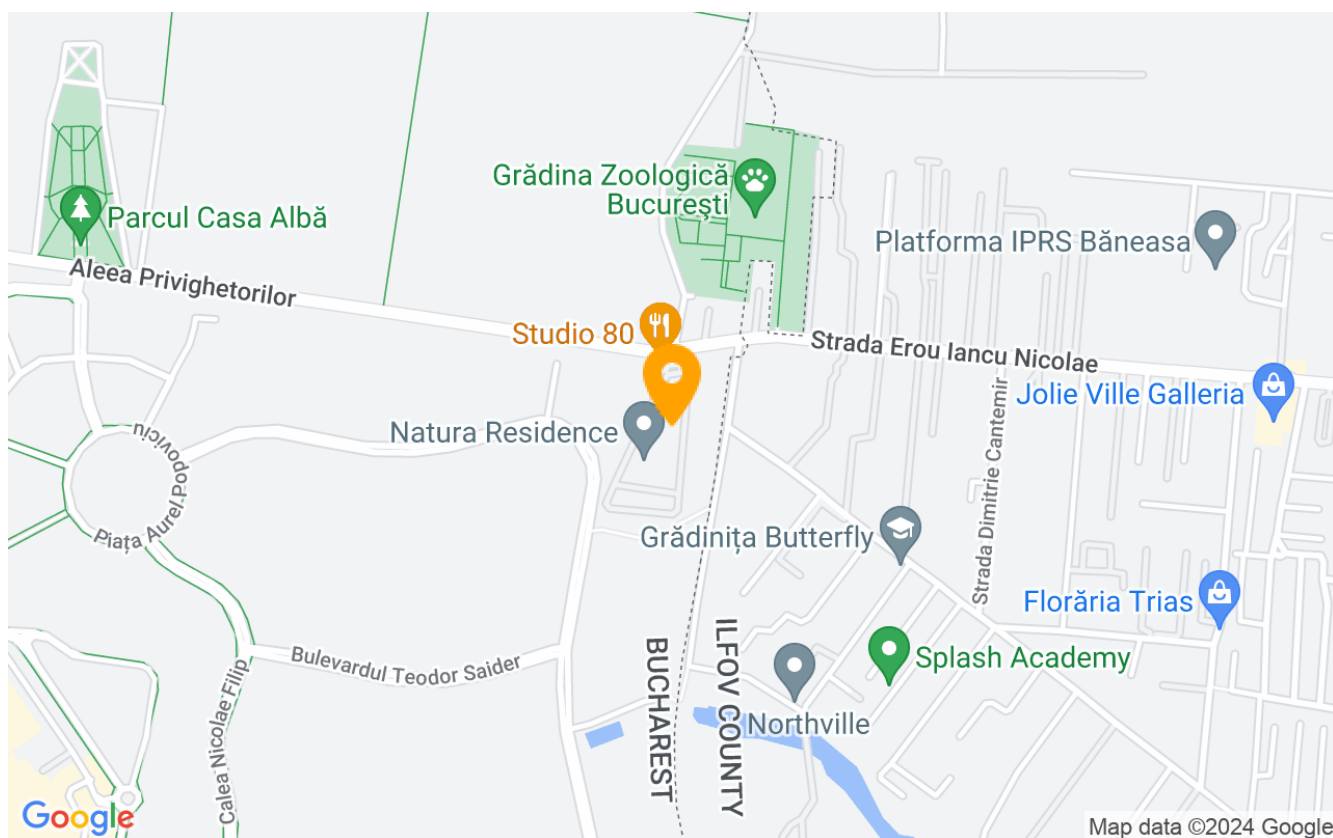 Grădina Zoologică
București
Parcul Casa Albă
Platforma IPRS Băneasa
Aleea Privighetorilor
Studio 80
Strada Erou Iancu Nicolae
Jolie Ville Galleria
Natura Residence
Strada Dimitrie Cantemir
Piața Aurel Popoviciu
Grădinița Butterfly
Florăria Trias
Bulevardul Teodor Saider
Calea Nicolae Filip
BUCHAREST
ILFOV COUNTY
Splash Academy
Northville
Google
Map data ©2024 Google